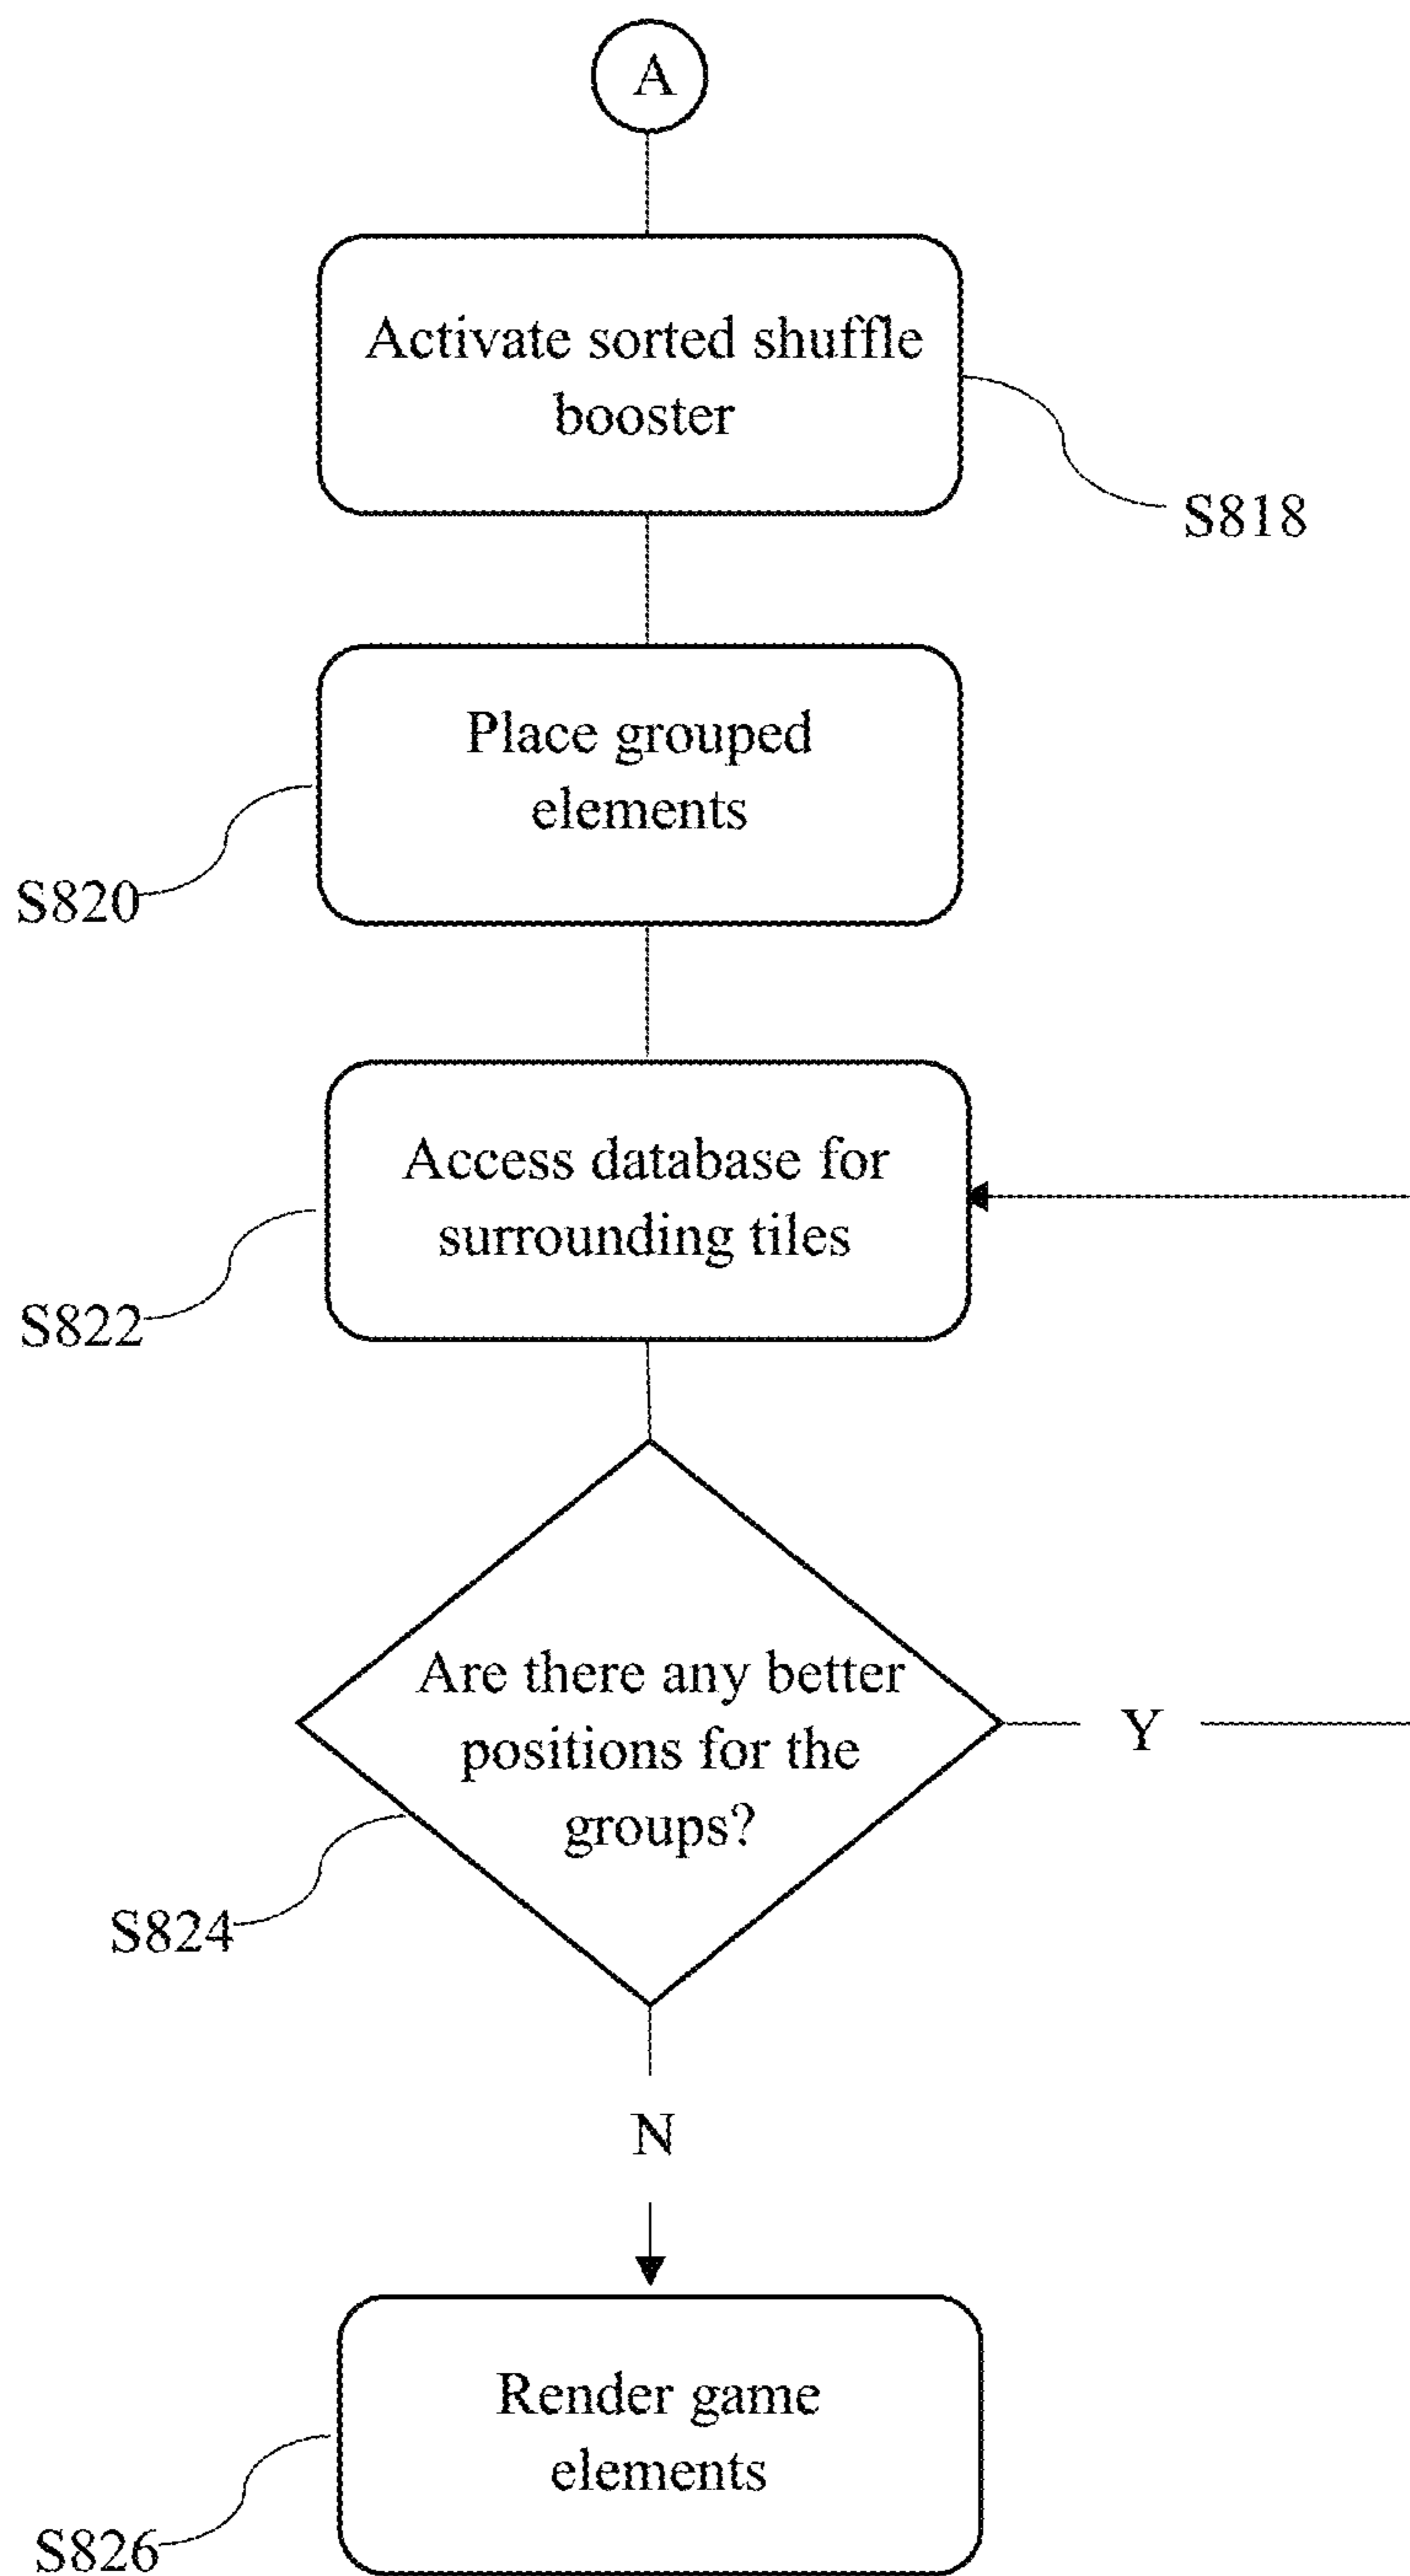 A
Activate sorted shuffle
booster
S818
Place grouped
elements
S820
Access database for
surrounding tiles
S822
Are there any better
positions for the
groups?
Y
S824
N
Render game
elements
S826